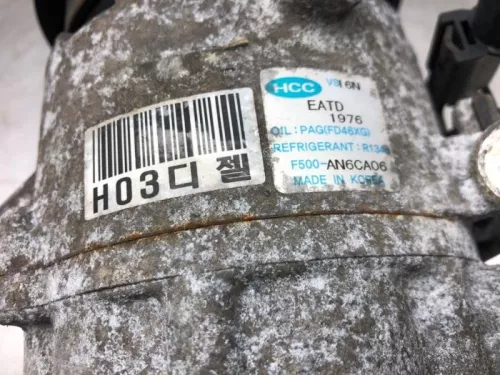 H03디젤
HCC VS16N
EATD
1976
OIL: PAG(FD46XG)
REFRIGERANT: R134a
F500-AN6CA06
MADE IN KOREA